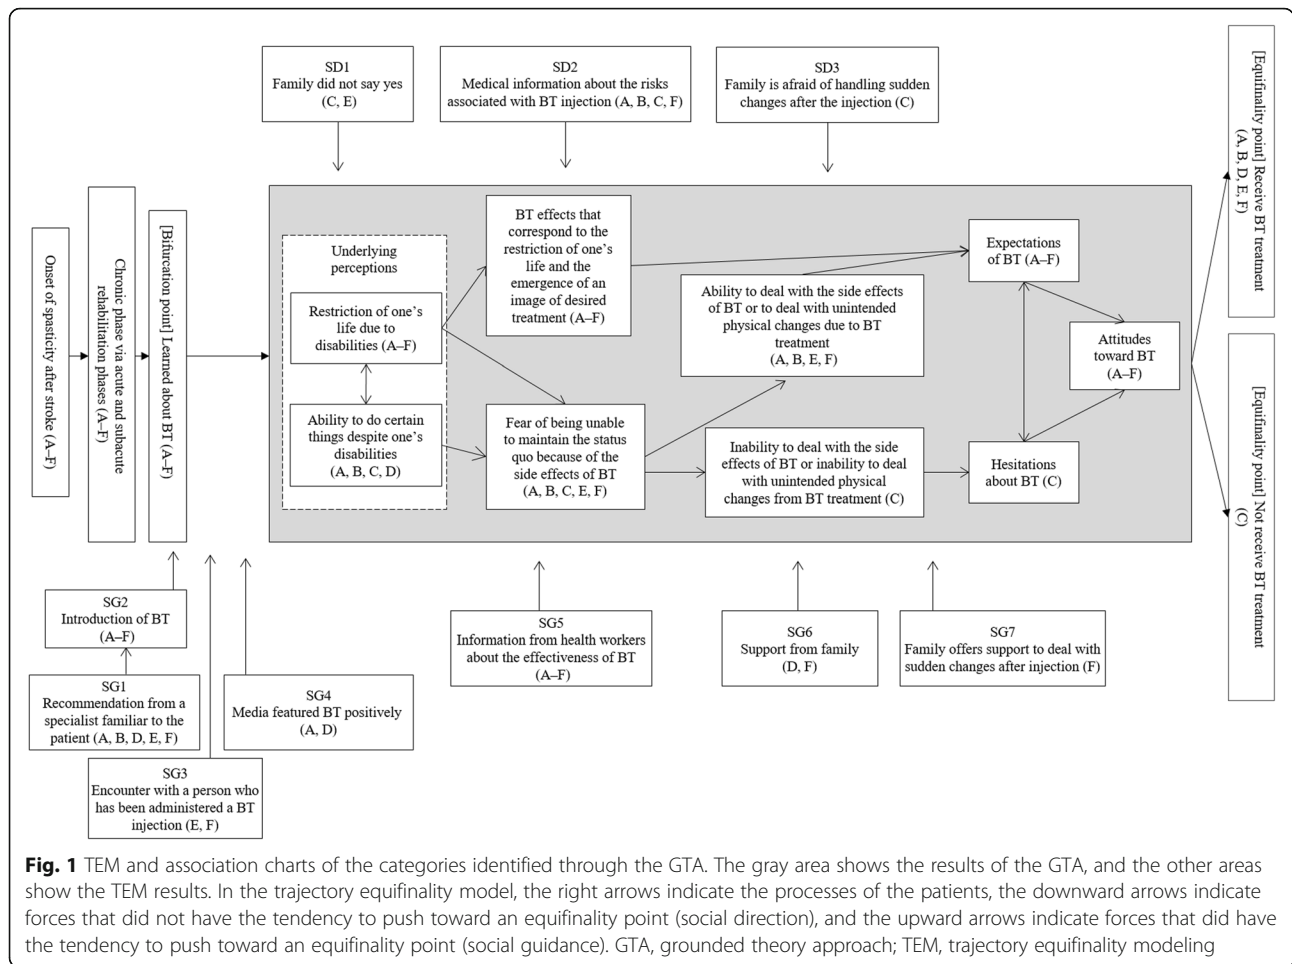 SD1
Family did not say yes
(C, E)
SD2
Medical information about the risks
associated with BT injection (A, B, C, F)
SD3
Family is afraid of handling sudden
changes after the injection (C)
[Equifinality point] Receive BT treatment
(A, B, D, E, F)
Onset of spasticity after stroke (A–F)
Chronic phase via acute and subacute
rehabilitation phases (A–F)
[Bifurcation point] Learned about BT (A–F)
Underlying
perceptions
Restriction of one's
life due to
disabilities (A–F)
Ability to do certain
things despite one's
disabilities
(A, B, C, D)
BT effects that
correspond to the
restriction of one's
life and the
emergence of an
image of desired
treatment (A–F)
Fear of being unable
to maintain the status
quo because of the
side effects of BT
(A, B, C, E, F)
Ability to deal with the side effects
of BT or to deal with unintended
physical changes due to BT
treatment
(A, B, E, F)
Inability to deal with the side
effects of BT or inability to deal
with unintended physical
changes from BT treatment (C)
Expectations
of BT (A–F)
Hesitations
about BT (C)
Attitudes
toward BT
(A–F)
[Equifinality point] Not receive BT treatment
(C)
SG2
Introduction of BT
(A–F)
SG1
Recommendation from a
specialist familiar to the
patient (A, B, D, E, F)
SG3
Encounter with a person who
has been administered a BT
injection (E, F)
SG4
Media featured BT positively
(A, D)
SG5
Information from health workers
about the effectiveness of BT
(A–F)
SG6
Support from family
(D, F)
SG7
Family offers support to deal with
sudden changes after injection (F)
Fig. 1 TEM and association charts of the categories identified through the GTA. The gray area shows the results of the GTA, and the other areas
show the TEM results. In the trajectory equifinality model, the right arrows indicate the processes of the patients, the downward arrows indicate
forces that did not have the tendency to push toward an equifinality point (social direction), and the upward arrows indicate forces that did have
the tendency to push toward an equifinality point (social guidance). GTA, grounded theory approach; TEM, trajectory equifinality modeling